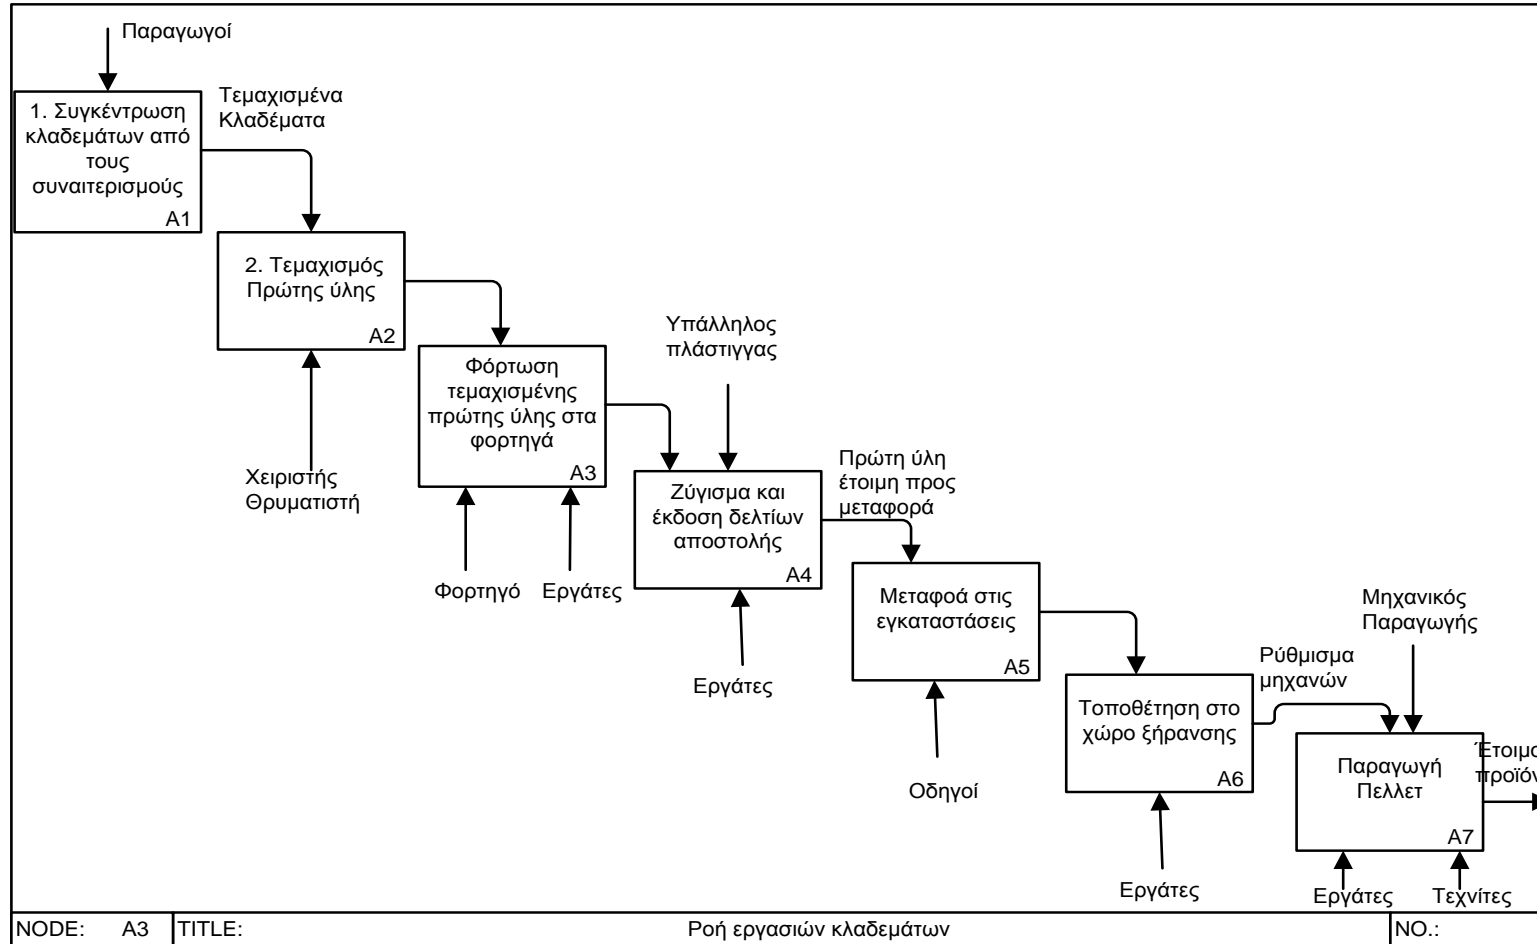 Παραγωγοί
1. Συγκέντρωση
κλαδεμάτων από
τους
συναιτερισμούς
A1
Τεμαχισμένα
Κλαδέματα
2. Τεμαχισμός
Πρώτης ύλης
A2
Χειριστής
Θρυματιστή
Φόρτωση
τεμαχισμένης
πρώτης ύλης στα
φορτηγά
A3
Φορτηγό
Εργάτες
Υπάλληλος
πλάστιγγας
Ζύγισμα και
έκδοση δελτίων
αποστολής
A4
Εργάτες
Πρώτη ύλη
έτοιμη προς
μεταφορά
Μεταφοά στις
εγκαταστάσεις
A5
Οδηγοί
Τοποθέτηση στο
χώρο ξήρανσης
A6
Εργάτες
Ρύθμισμα
μηχανών
Μηχανικός
Παραγωγής
Παραγωγή
Πελλετ
A7
Εργάτες
Τεχνίτες
Έτοιμο
προϊόν
NODE: A3 TITLE: Ροή εργασιών κλαδεμάτων NO.: